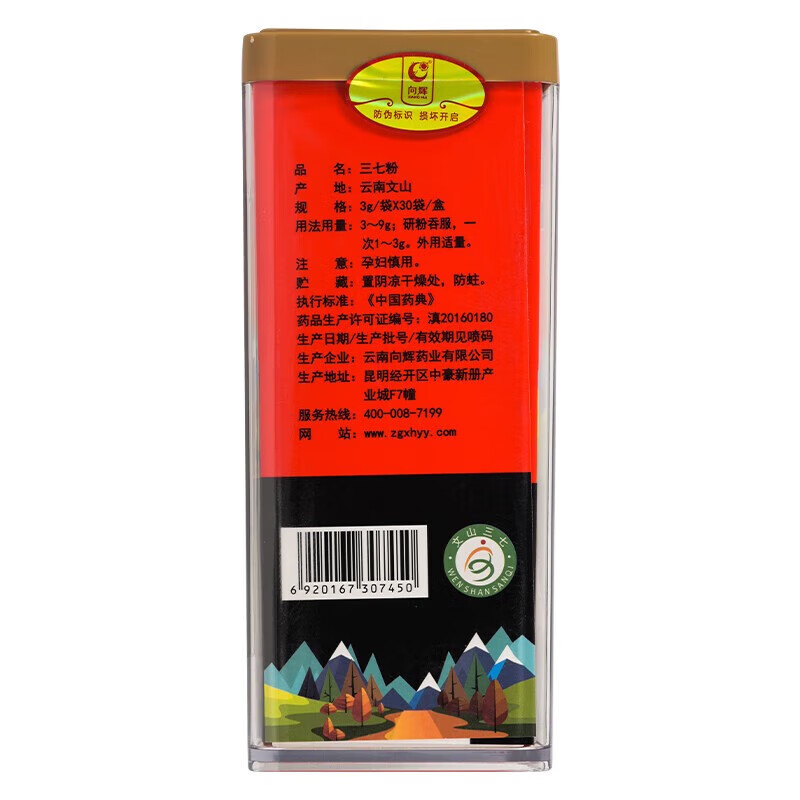 向辉
XIANG HUI
防伪标识 损坏开启
品 名：三七粉
产 地：云南文山
规 格：3g/袋X30袋/盒
用法用量：3～9g；研粉吞服，一
次1～3g。外用适量。
注 意：孕妇慎用。
贮 藏：置阴凉干燥处，防蛀。
执行标准：《中国药典》
药品生产许可证编号：滇20160180
生产日期/生产批号/有效期见喷码
生产企业：云南向辉药业有限公司
生产地址：昆明经开区中豪新册产
业城F7幢
服务热线：400-008-7199
网 站：www.zgxhyy.com
6 920167 307450
文山三七
WENSHANSANQI